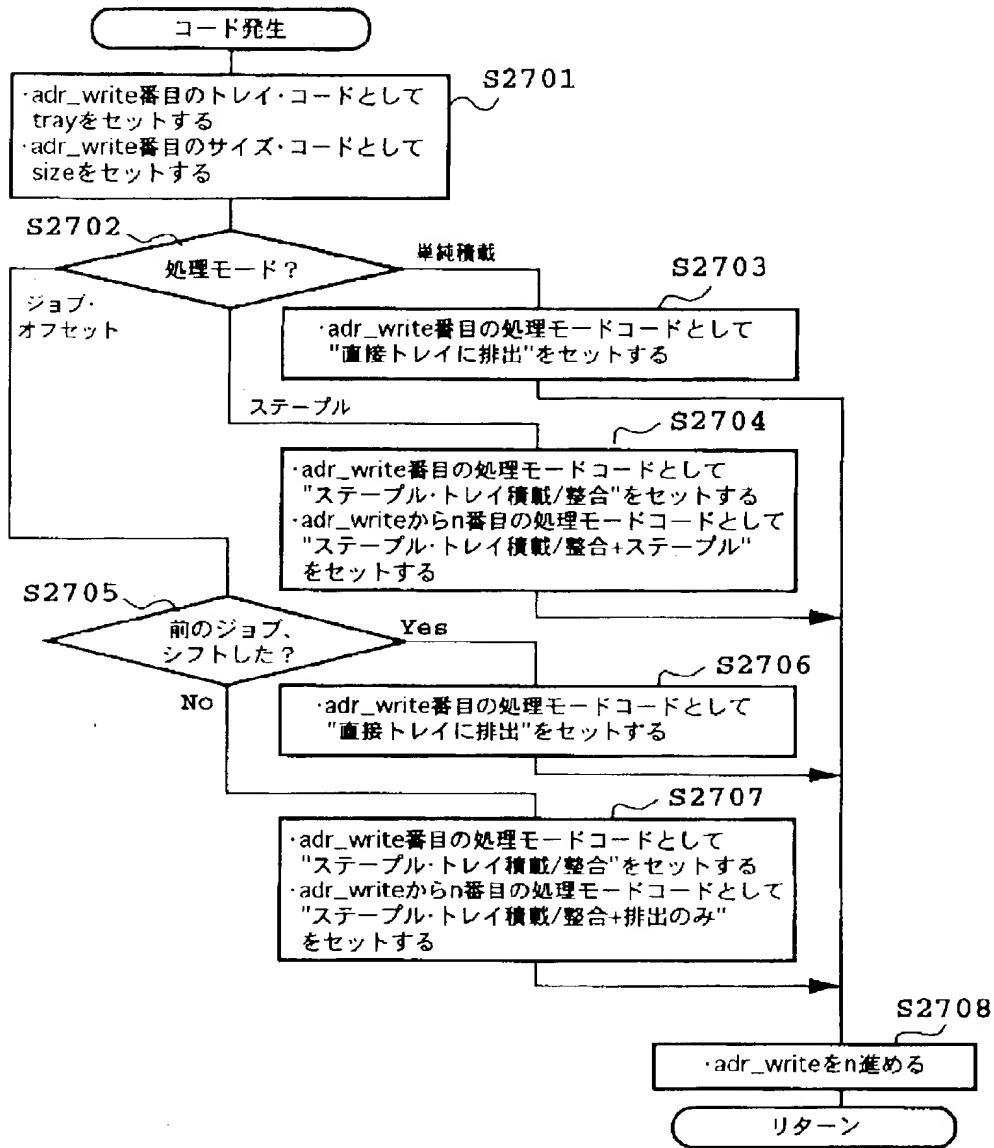 コード発生
S2701
·adr_write番目のトレイ·コードとして
trayをセットする
·adr_write番目のサイズ·コードとして
sizeをセットする
S2702
処理モード？
単純積載
ジョブ·
オフセット
S2703
·adr_write番目の処理モードコードとして
"直接トレイに排出"をセットする
ステープル
S2704
·adr_write番目の処理モードコードとして
"ステープル·トレイ積載/整合"をセットする
·adr_writeからn番目の処理モードコードとして
"ステープル·トレイ積載/整合+ステープル"
をセットする
S2705
前のジョブ、
シフトした？
Yes
No
S2706
·adr_write番目の処理モードコードとして
"直接トレイに排出"をセットする
S2707
·adr_write番目の処理モードコードとして
"ステープル·トレイ積載/整合"をセットする
·adr_writeからn番目の処理モードコードとして
"ステープル·トレイ積載/整合+排出のみ"
をセットする
S2708
·adr_writeをn進める
リターン